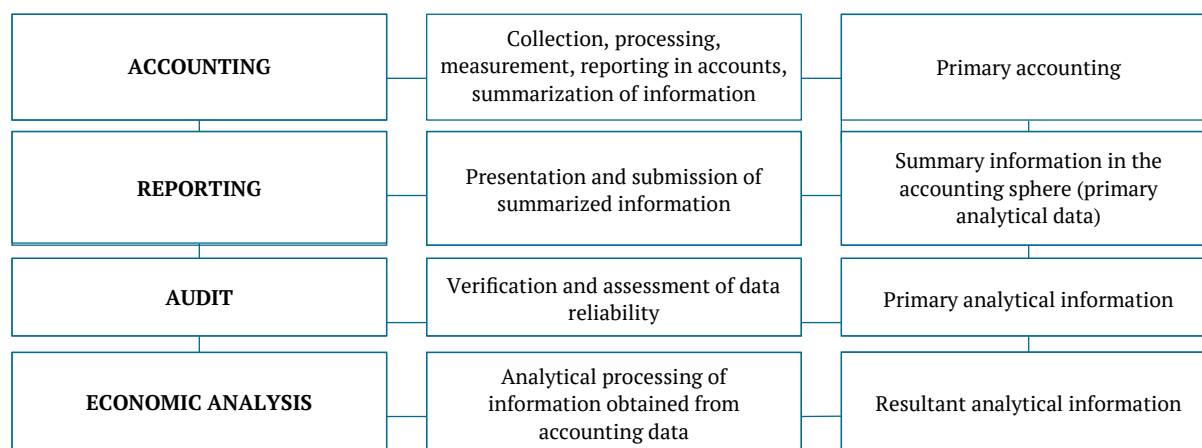 ACCOUNTING
Collection, processing,
measurement, reporting in accounts,
summarization of information
Primary accounting
REPORTING
Presentation and submission of
summarized information
Summary information in the
accounting sphere (primary
analytical data)
AUDIT
Verification and assessment of data
reliability
Primary analytical information
ECONOMIC ANALYSIS
Analytical processing of
information obtained from
accounting data
Resultant analytical information